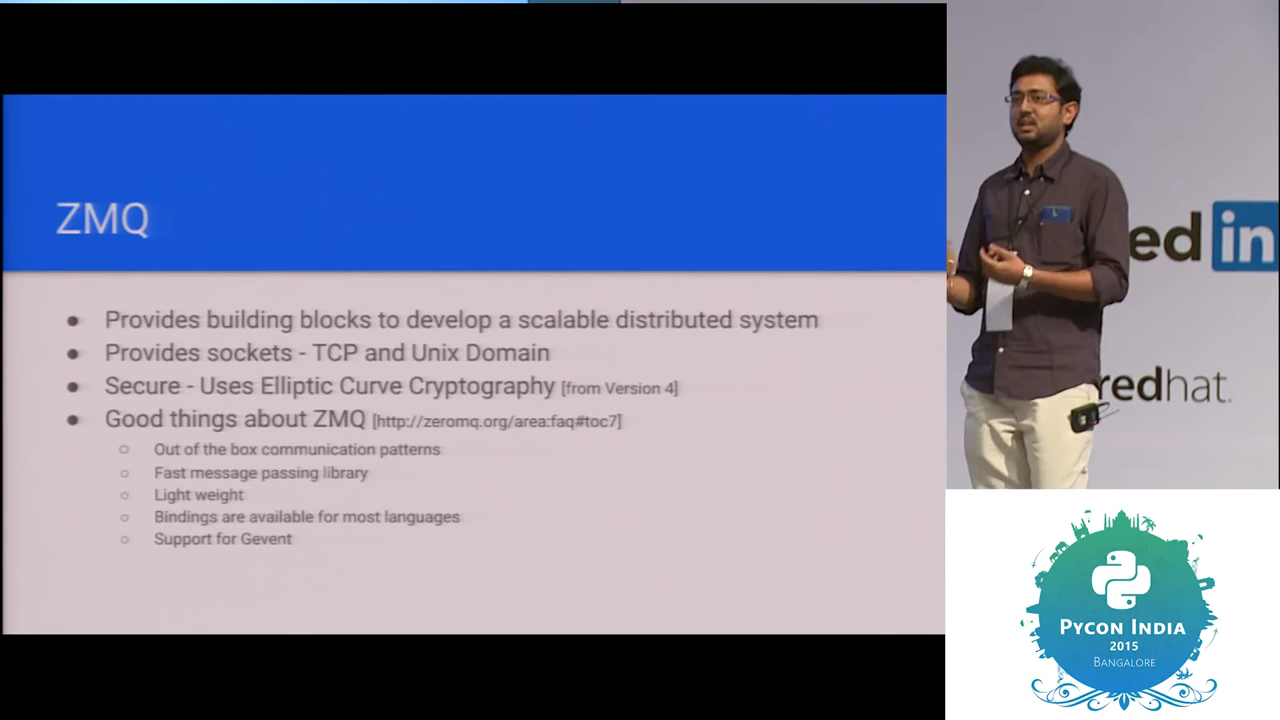 ZMQ
Provides building blocks to develop a scalable distributed system
Provides sockets - TCP and Unix Domain
Secure - Uses Elliptic Curve Cryptography [from Version 4]
Good things about ZMQ [http://zeromq.org/area:faq#toc7]
Out of the box communication patterns
Fast message passing library
Light weight
Bindings are available for most languages
Support for Gevent
ed in
redhat.
PYCON INDIA
2015
BANGALORE